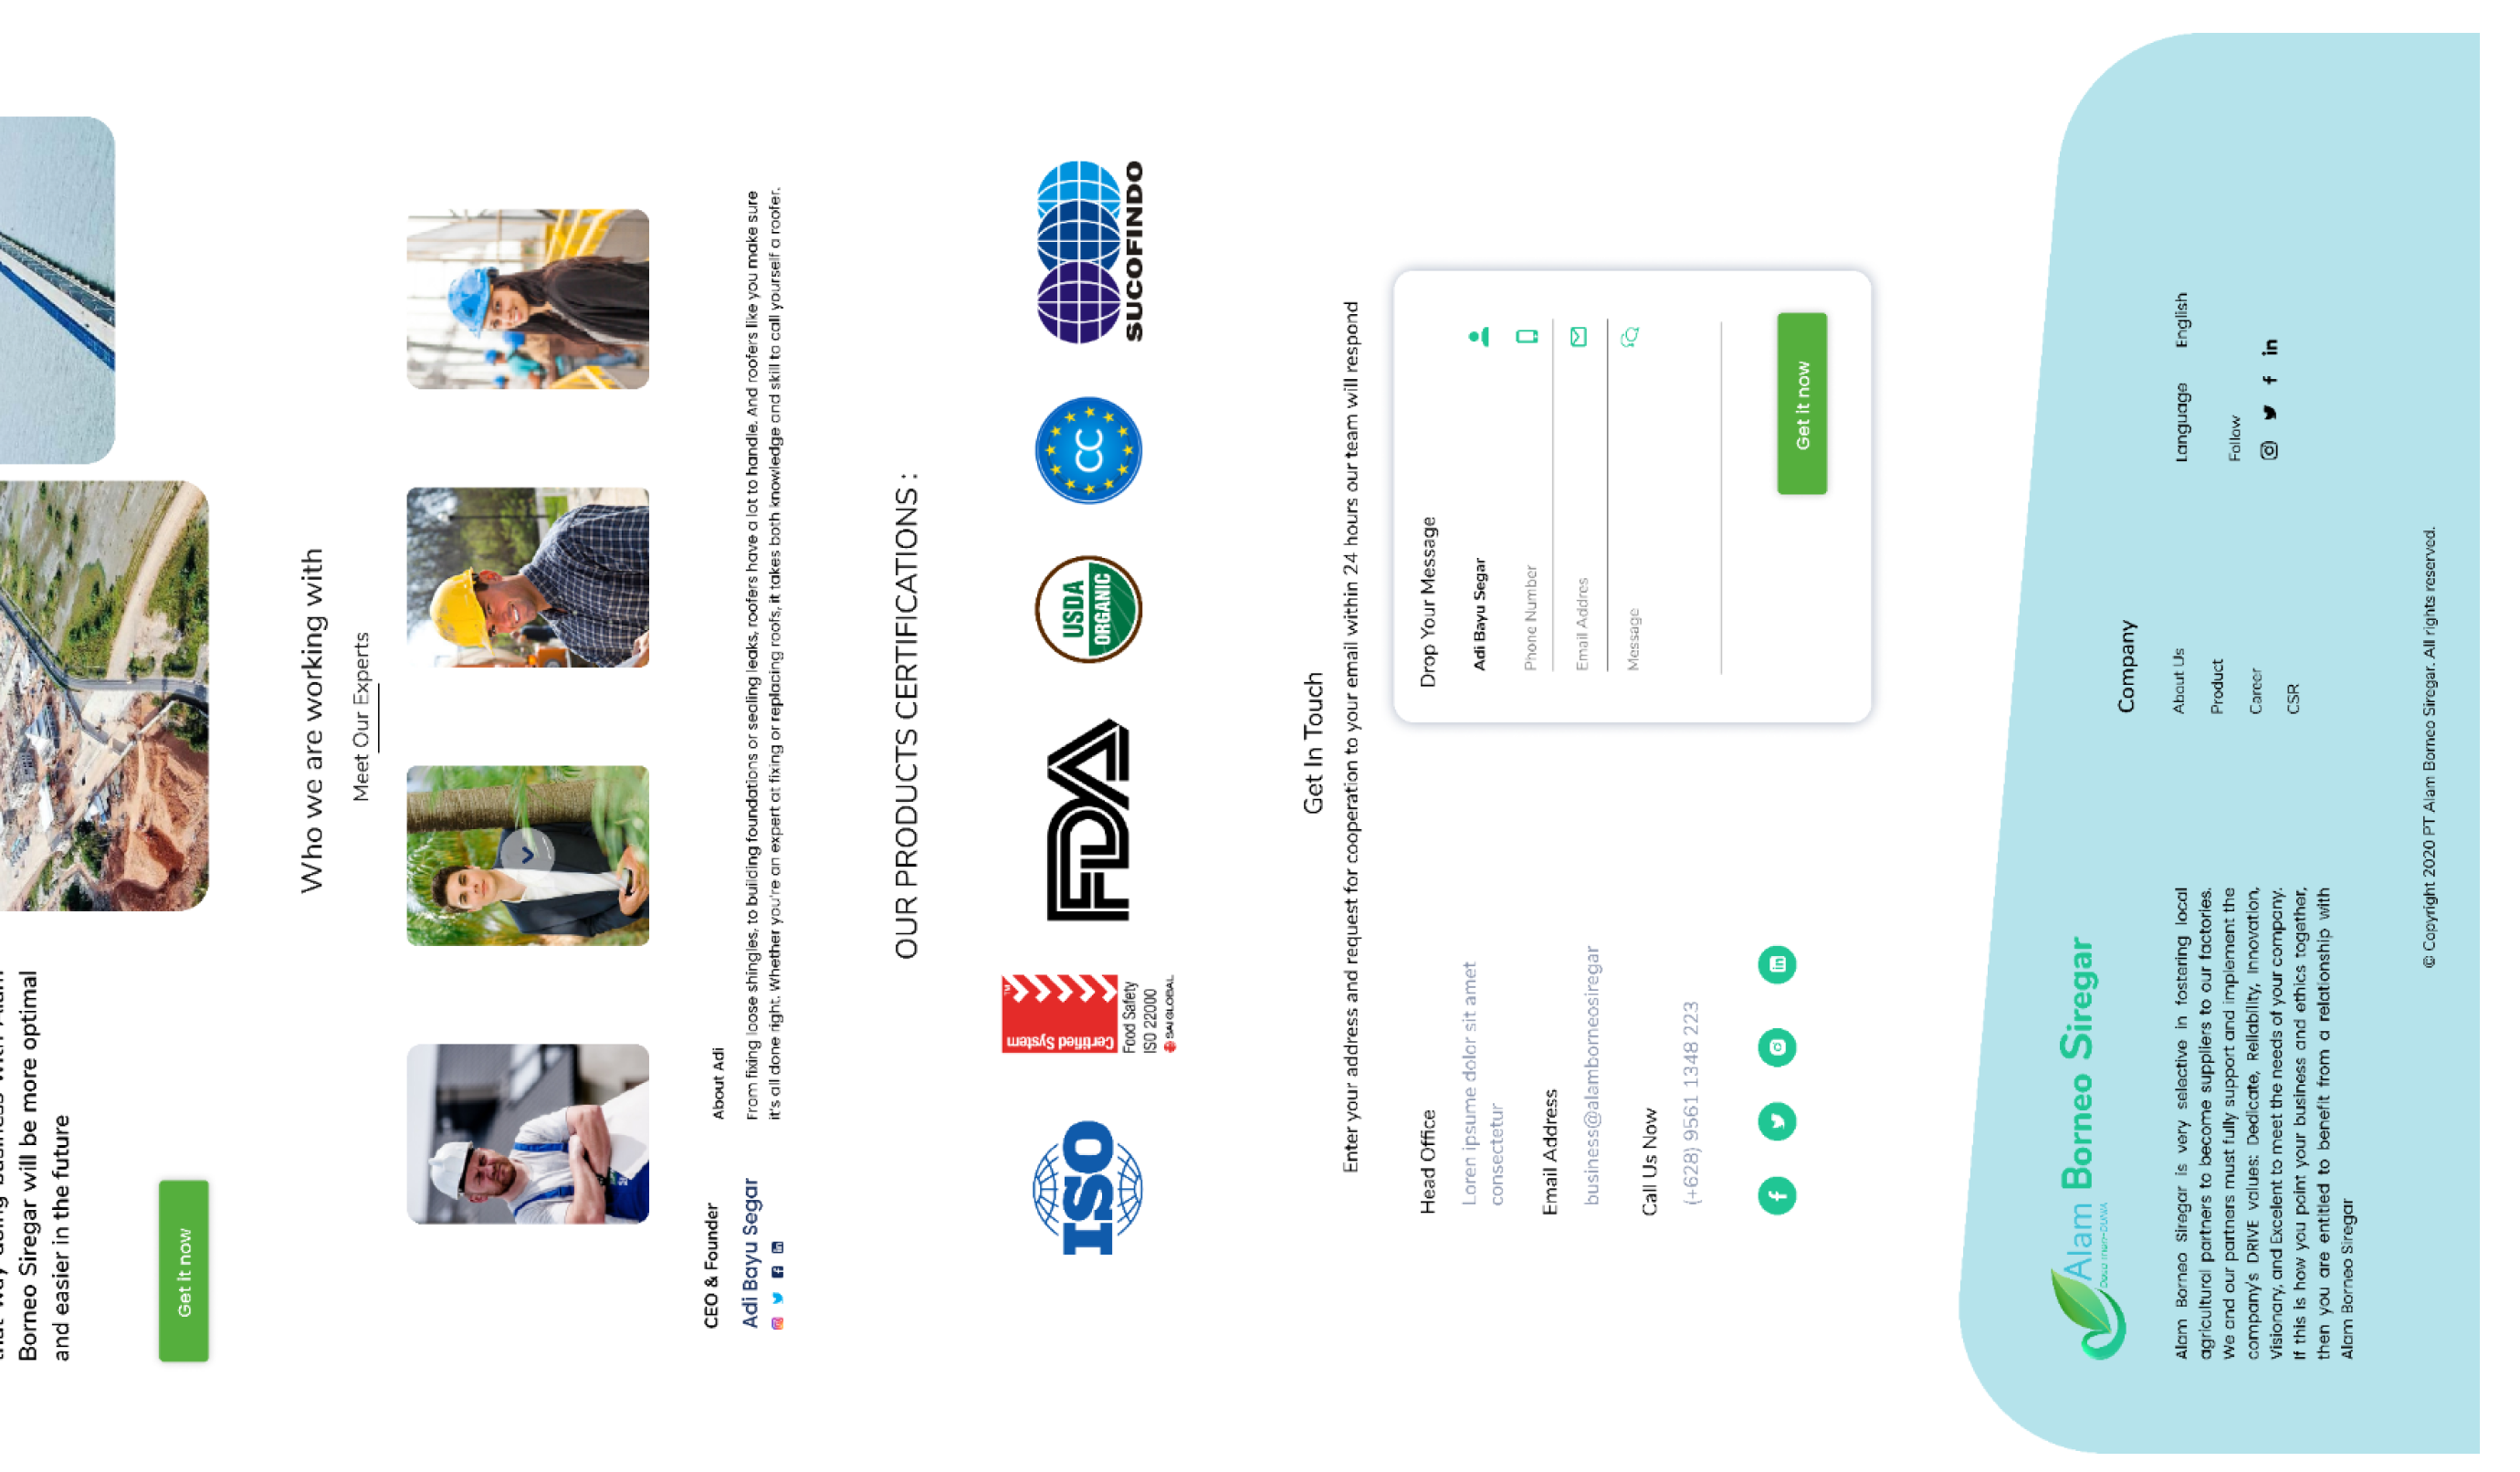 Borneo Siregar will be more optimal
and easier in the future
Get it now
Who we are working with
Meet Our Experts
CEO & Founder
Adi Bayu Segar
About Adi
From fixing loose shingles, to building foundations or sealing leaks, roofers have a lot to handle. And roofers like you make sure
it's all done right. Whether you're an expert at fixing or replacing roofs, it takes both knowledge and skill to call yourself a roofer.
OUR PRODUCTS CERTIFICATIONS :
ISO
Certified System
TM
Food Safety
ISO 22000
SAI GLOBAL
FDA
USDA
ORGANIC
CC
SUCOFINDO
Get In Touch
Enter your address and request for cooperation to your email within 24 hours our team will respond
Head Office
Loren ipsume dolor sit amet
consectetur
Email Address
business@alamborneosiregar
Call Us Now
(+628) 9561 1348 223
Drop Your Message
Adi Bayu Segar
Phone Number
Email Addres
Message
Get it now
Alam Borneo Siregar
Alam Borneo Siregar is very selective in fostering local
agricultural partners to become suppliers to our factories.
We and our partners must fully support and implement the
company's DRIVE values: Dedicate, Reliability, Innovation,
Visionary, and Excelent to meet the needs of your company.
If this is how you point your business and ethics together,
then you are entitled to benefit from a relationship with
Alam Borneo Siregar
Company
About Us
Product
Career
CSR
Language
English
Follow
© Copyright 2020 PT Alam Borneo Siregar. All rights reserved.